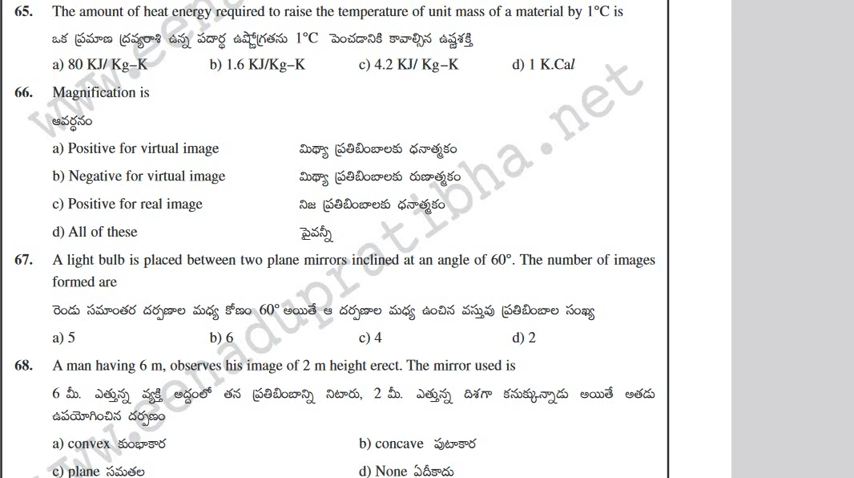 65. The amount of heat energy required to raise the temperature of unit mass of a material by 1°C is
ఒక ప్రమాణ ద్రవ్యరాశి ఉన్న పదార్థ ఉష్ణోగ్రతను 1°C పెంచడానికి కావాల్సిన ఉష్ణశక్తి
a) 80 KJ/ Kg–K b) 1.6 KJ/Kg–K c) 4.2 KJ/ Kg–K d) 1 K.Cal
66. Magnification is
ఆవర్ధనం
a) Positive for virtual image మిథ్యా ప్రతిబింబాలకు ధనాత్మకం
b) Negative for virtual image మిథ్యా ప్రతిబింబాలకు రుణాత్మకం
c) Positive for real image నిజ ప్రతిబింబాలకు ధనాత్మకం
d) All of these పైవన్నీ
67. A light bulb is placed between two plane mirrors inclined at an angle of 60°. The number of images
formed are
రెండు సమాంతర దర్పణాల మధ్య కోణం 60° అయితే ఆ దర్పణాల మధ్య ఉంచిన వస్తువు ప్రతిబింబాల సంఖ్య
a) 5 b) 6 c) 4 d) 2
68. A man having 6 m, observes his image of 2 m height erect. The mirror used is
6 మీ. ఎత్తున్న వ్యక్తి అద్దంలో తన ప్రతిబింబాన్ని నిటారు, 2 మీ. ఎత్తున్న దిశగా కనుక్కున్నాడు అయితే అతడు
ఉపయోగించిన దర్పణం
a) convex కుంభాకార b) concave పుటాకార
c) plane సమతల d) None ఏదీకాదు
www.eenadupratibha.net